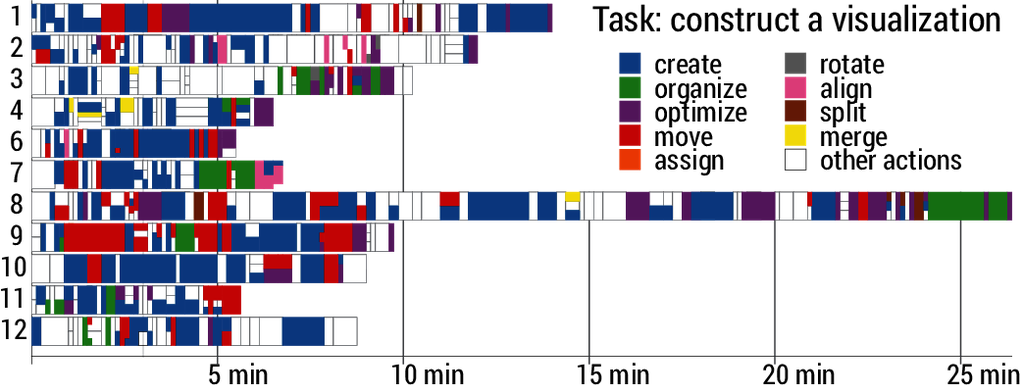 Task: construct a visualization
create
organize
optimize
move
assign
rotate
align
split
merge
other actions
1
2
3
4
6
7
8
9
10
11
12
5 min
10 min
15 min
20 min
25 min